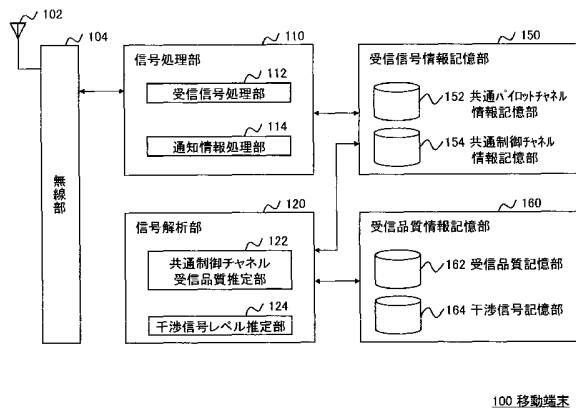 102
104
無線部
110
信号処理部
112
受信信号処理部
114
通知情報処理部
120
信号解析部
122
共通制御チャネル
受信品質推定部
124
干渉信号レベル推定部
150
受信信号情報記憶部
152 共通パイロットチャネル
情報記憶部
154 共通制御チャネル
情報記憶部
160
受信品質情報記憶部
162 受信品質記憶部
164 干渉信号記憶部
100 移動端末